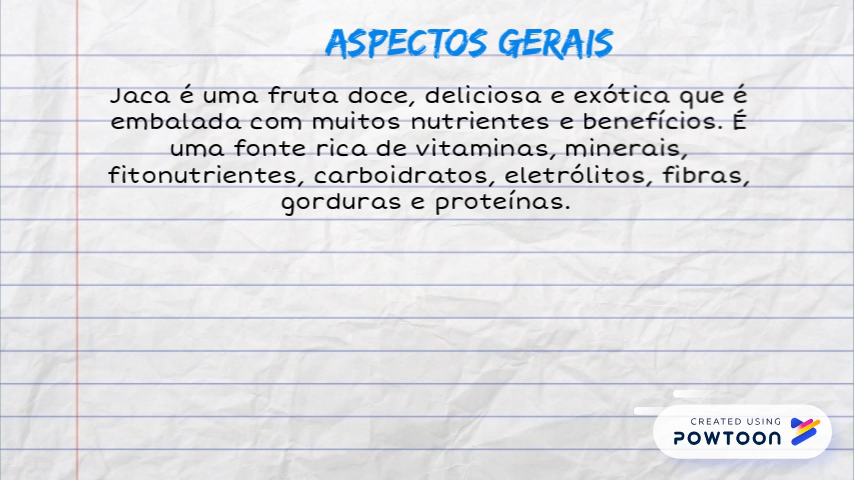 ASPECTOS GERAIS
Jaca é uma fruta doce, deliciosa e exótica que é
embalada com muitos nutrientes e benefícios. É
uma fonte rica de vitaminas, minerais,
fitonutrientes, carboidratos, eletrólitos, fibras,
gorduras e proteínas.
CREATED USING
POWTOON